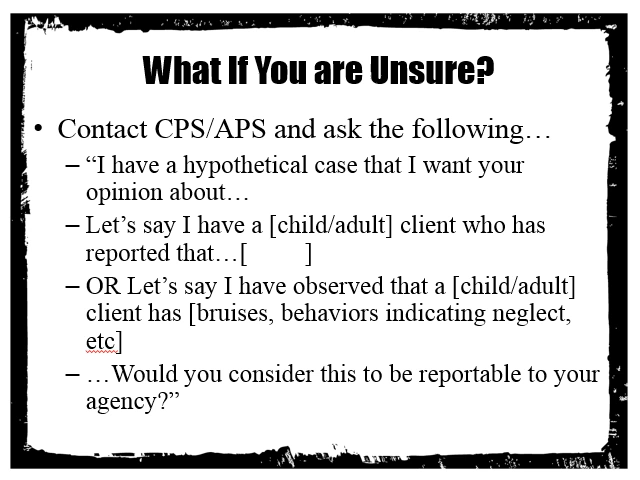 What If You are Unsure?
• Contact CPS/APS and ask the following…
– “I have a hypothetical case that I want your
opinion about…
– Let’s say I have a [child/adult] client who has
reported that…[ ]
– OR Let’s say I have observed that a [child/adult]
client has [bruises, behaviors indicating neglect,
etc]
– …Would you consider this to be reportable to your
agency?”